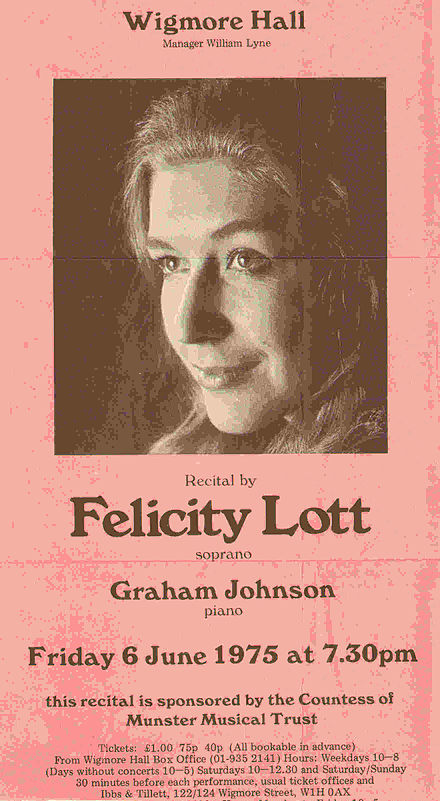 Wigmore Hall
Manager William Lyne
Recital by
Felicity Lott
soprano
Graham Johnson
piano
Friday 6 June 1975 at 7.30pm
this recital is sponsored by the Countess of
Munster Musical Trust
Tickets: £1.00 75p 40p (All bookable in advance)
From Wigmore Hall Box Office (01-935 2141) Hours: Weekdays 10—8
(Days without concerts 10—5) Saturdays 10—12.30 and Saturday/Sunday
30 minutes before each performance, usual ticket offices and
Ibbs & Tillett, 122/124 Wigmore Street, W1H 0AX